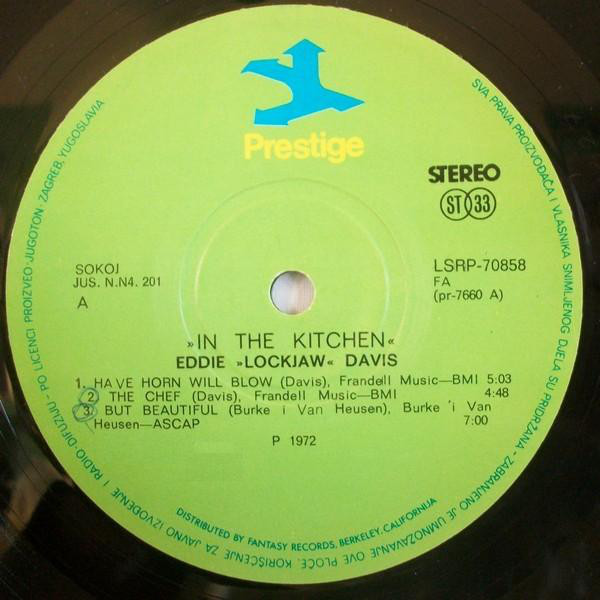 Prestige
STEREO
ST 33
SOKOJ
JUS. N.N4. 201
A
LSRP-70858
FA
(pr-7660 A)
»IN THE KITCHEN«
EDDIE »LOCKJAW« DAVIS
1. HAVE HORN WILL BLOW (Davis), Frandell Music—BMI 5:03
2 THE CHEF (Davis), Frandell Music—BMI 4:48
3 BUT BEAUTIFUL (Burke i Van Heusen), Burke i Van
Heusen—ASCAP 7:00
P 1972
DISTRIBUTED BY FANTASY RECORDS, BERKELEY, CALIFORNIJA
SVA PRAVA PROIZVOĐAČA I VLASNIKA SNIMLJENOG DJELA SU PRIDRŽANA - ZABRANJENO JE UMNOŽAVANJE OVE PLOČE, KORIŠĆENJE ZA JAVNO IZVOĐENJE I RADIO-DIFUZIJU - PO LICENCI PROIZVEO JUGOTON - ZAGREB, YUGOSLAVIA